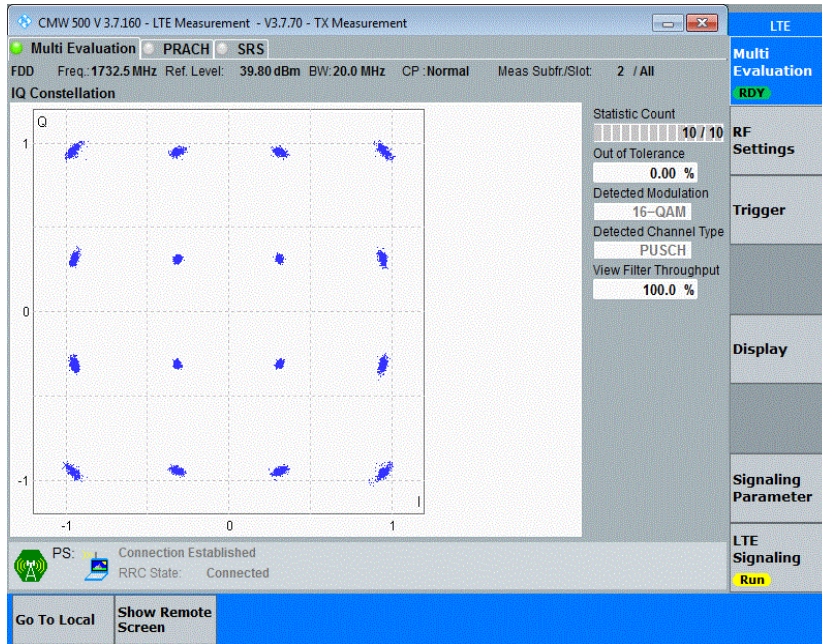 CMW 500 V 3.7.160 - LTE Measurement - V3.7.70 - TX Measurement
LTE
Multi Evaluation PRACH SRS
Multi
Evaluation
RDY
FDD Freq.: 1732.5 MHz Ref. Level: 39.80 dBm BW: 20.0 MHz CP : Normal Meas Subfr./Slot: 2 / All
IQ Constellation
Q
1
0
-1
I
-1 0 1
Statistic Count
10 / 10
Out of Tolerance
0.00 %
Detected Modulation
16-QAM
Detected Channel Type
PUSCH
View Filter Throughput
100.0 %
RF
Settings
Trigger
Display
Signaling
Parameter
LTE
Signaling
Run
PS: Connection Established
RRC State: Connected
Go To Local
Show Remote
Screen